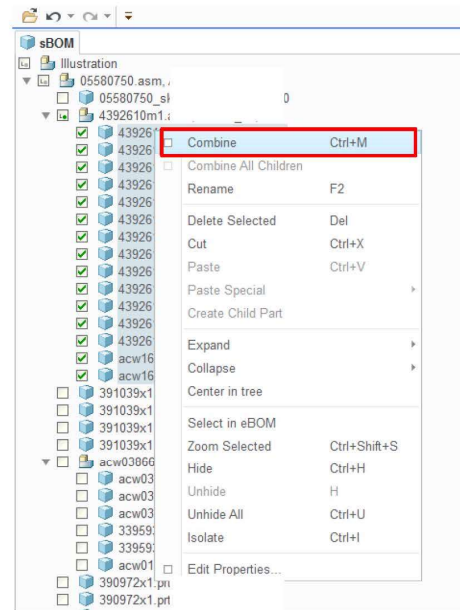 sBOM
Illustration
05580750.asm,
05580750_sk 0
4392610m1.a
43926
43926
43926
43926
43926
43926
43926
43926
43926
43926
43926
43926
43926
acw16
acw16
391039x1
391039x1
391039x1
391039x1
acw03866
acw03
acw03
acw03
33959
33959
acw01
390972x1.prt
390972x1.prt
Combine Ctrl+M
Combine All Children
Rename F2
Delete Selected Del
Cut Ctrl+X
Paste Ctrl+V
Paste Special
Create Child Part
Expand
Collapse
Center in tree
Select in eBOM
Zoom Selected Ctrl+Shift+S
Hide Ctrl+H
Unhide H
Unhide All Ctrl+U
Isolate Ctrl+I
Edit Properties...